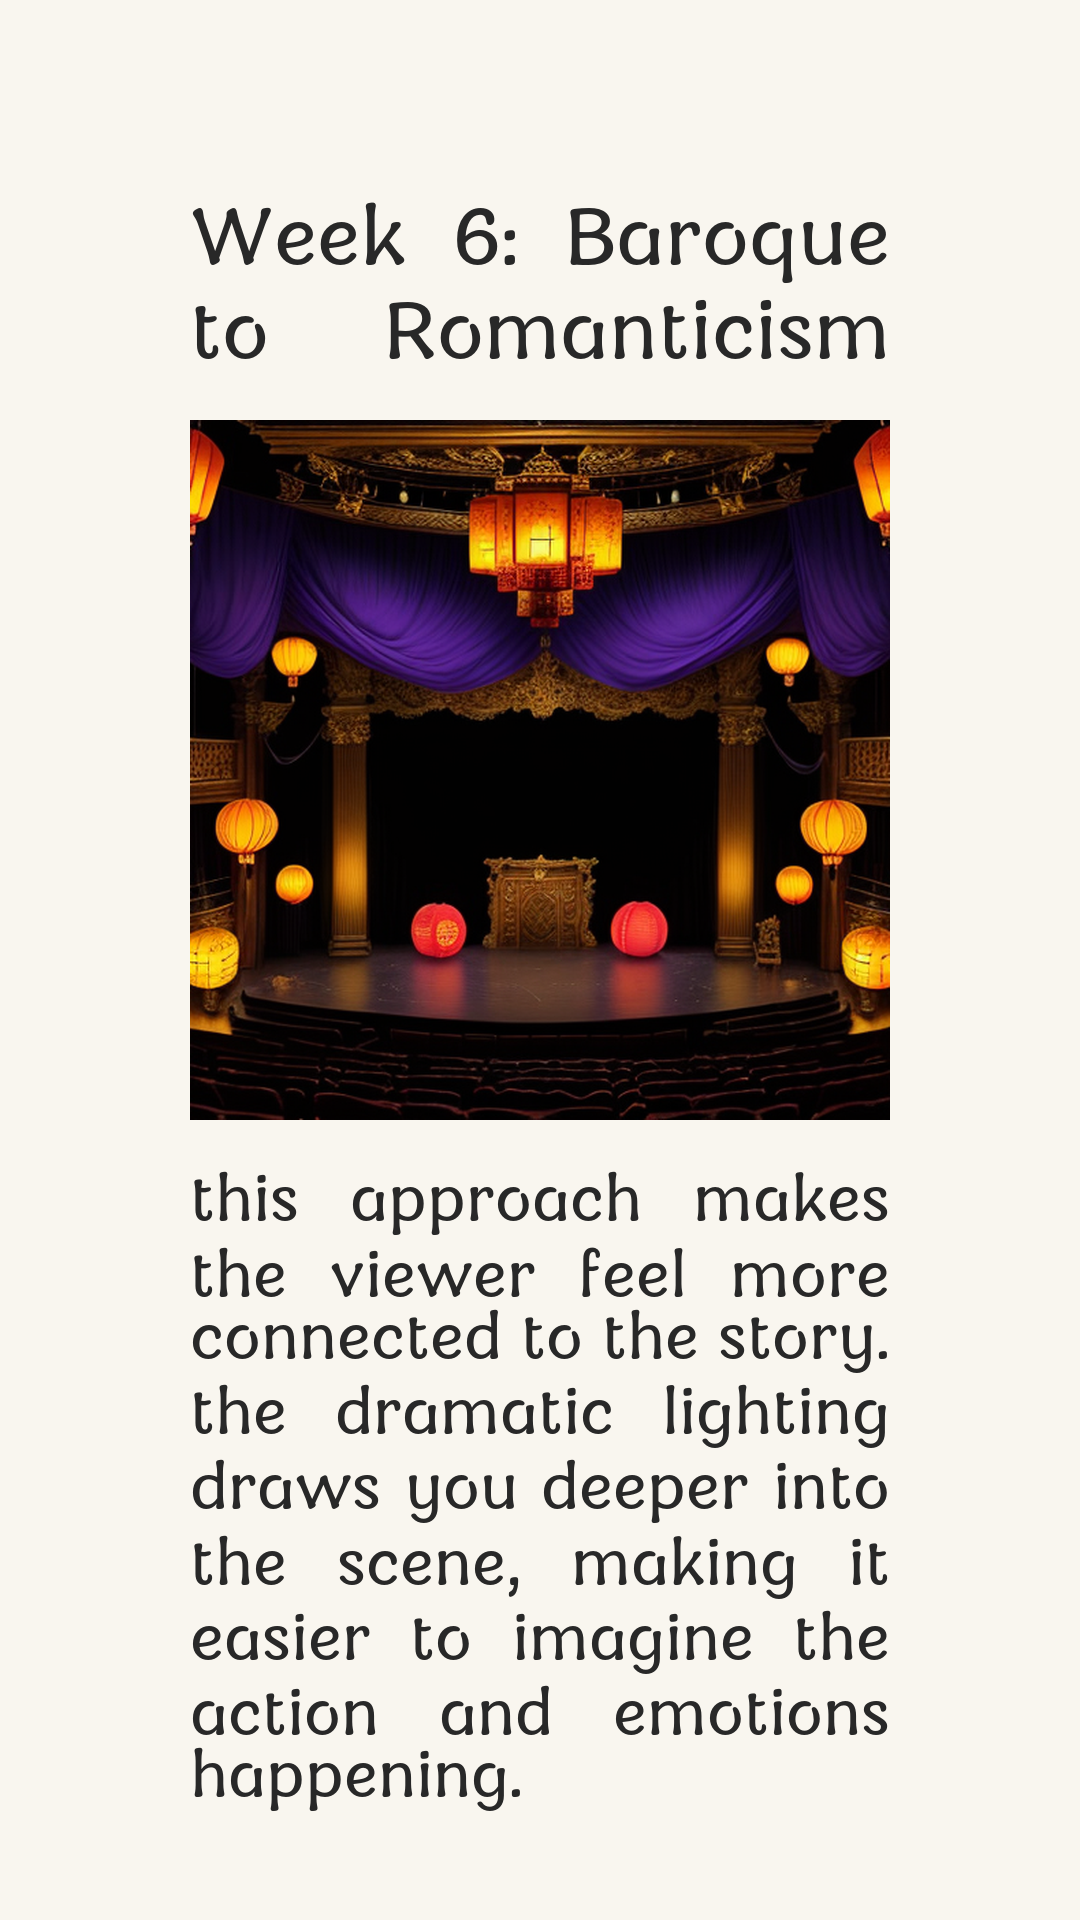 Week 6: Baroque
to Romanticism
this approach makes
the viewer feel more
connected to the story.
the dramatic lighting
draws you deeper into
the scene, making it
easier to imagine the
action and emotions
happening.